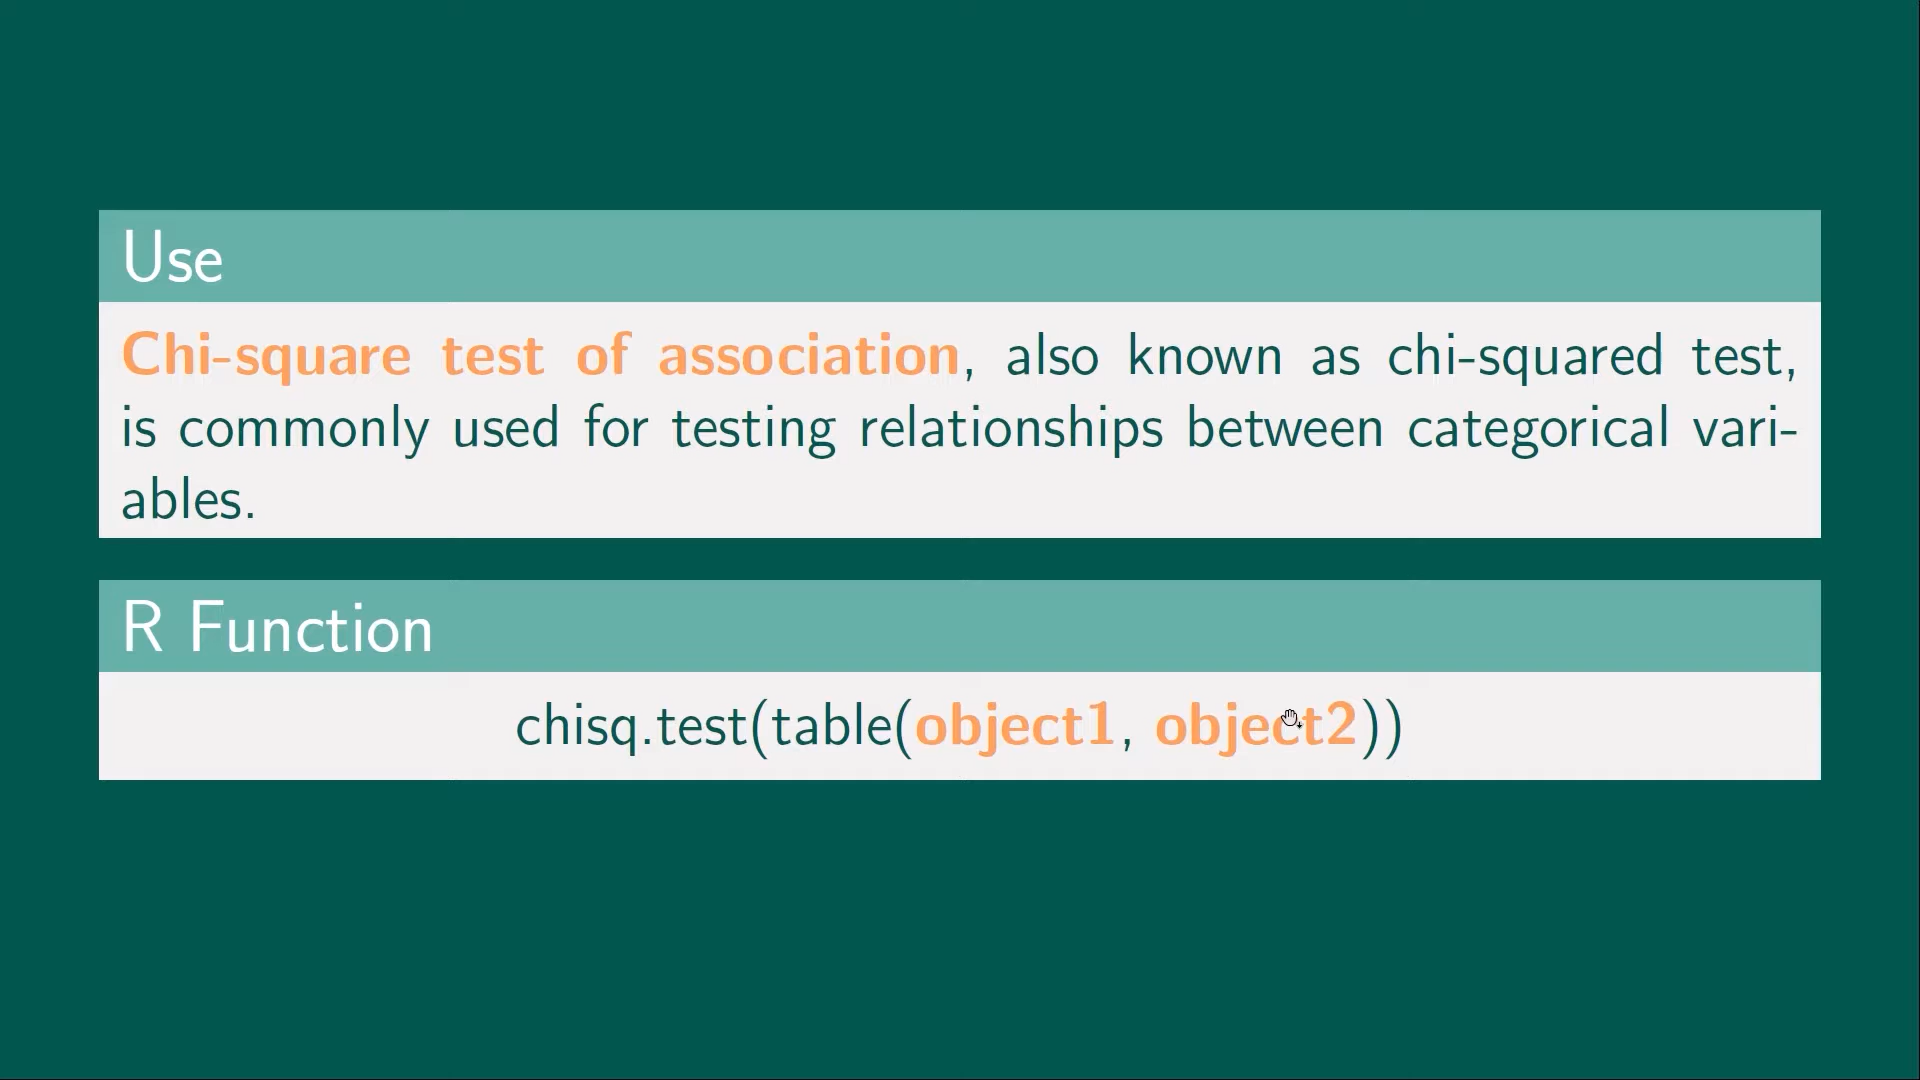 Use
Chi-square test of association, also known as chi-squared test,
is commonly used for testing relationships between categorical vari-
ables.
R Function
chisq.test(table(object1, object2))